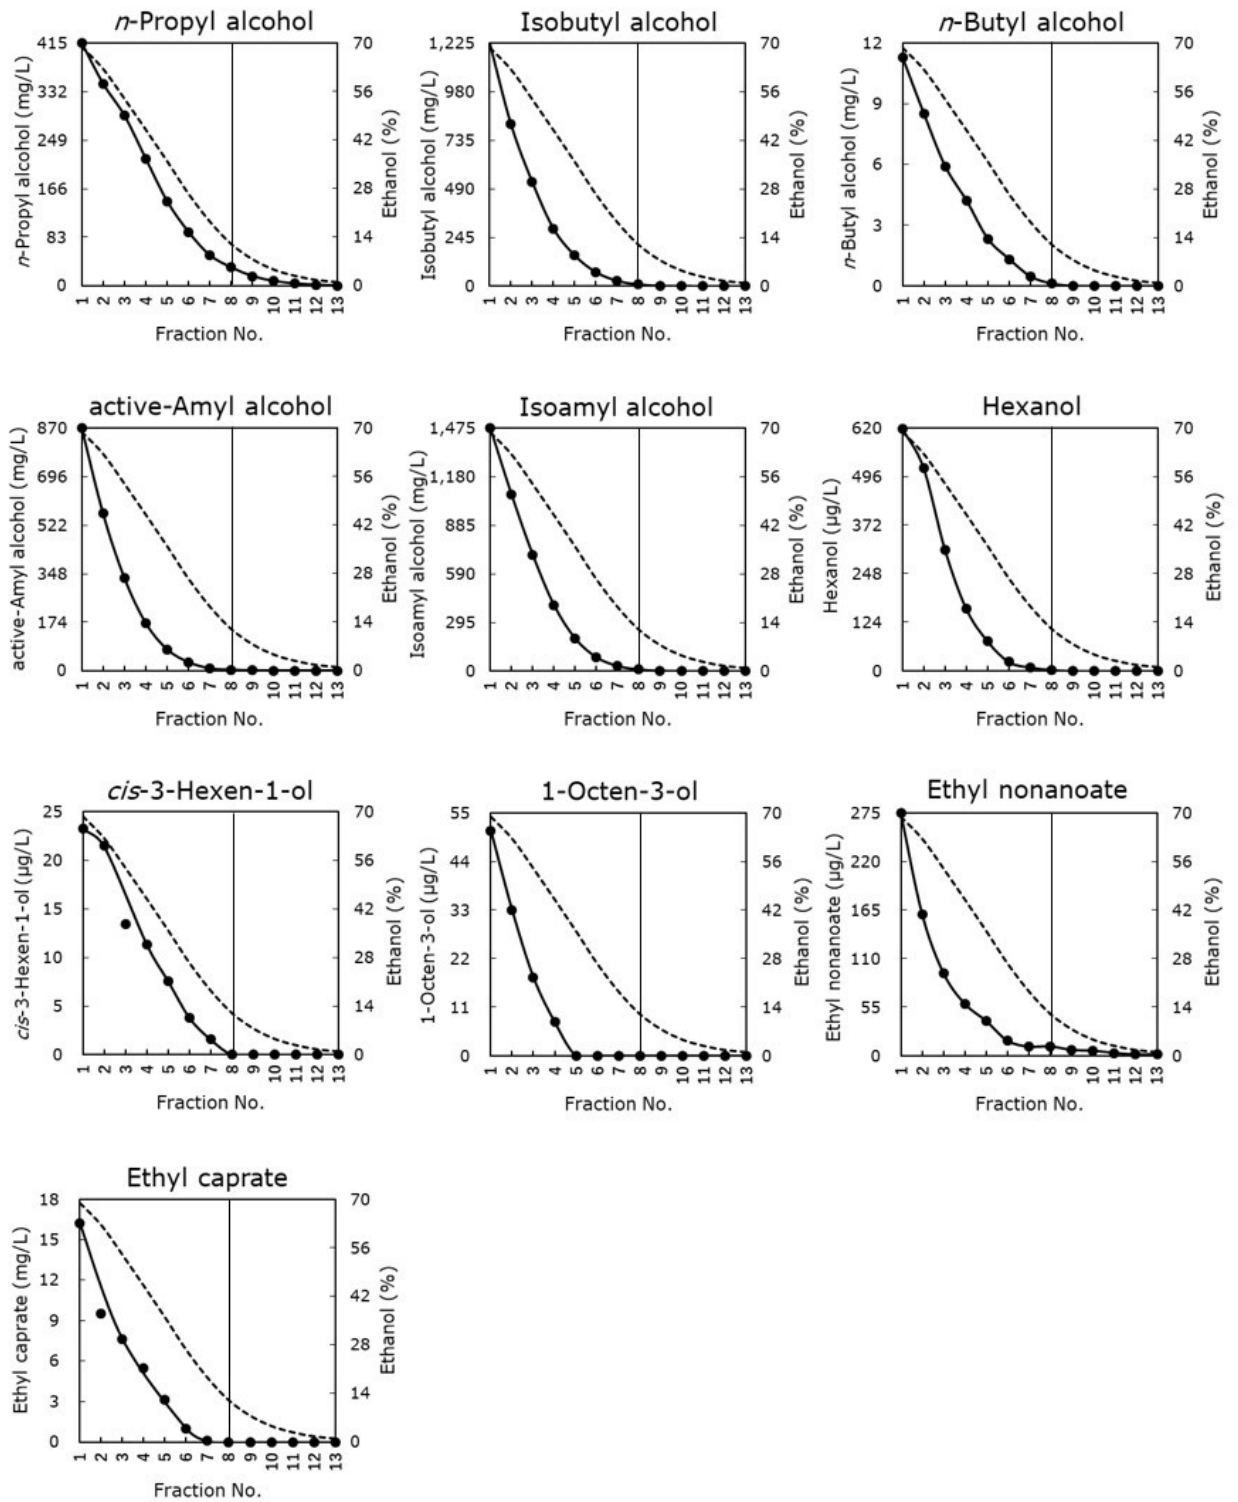 n-Propyl alcohol
n-Propyl alcohol (mg/L)
415
332
249
166
83
0
70
56
42
28
14
0
Ethanol (%)
1 2 3 4 5 6 7 8 9 10 11 12 13
Fraction No.
Isobutyl alcohol
Isobutyl alcohol (mg/L)
1,225
980
735
490
245
0
70
56
42
28
14
0
Ethanol (%)
1 2 3 4 5 6 7 8 9 10 11 12 13
Fraction No.
n-Butyl alcohol
n-Butyl alcohol (mg/L)
12
9
6
3
0
70
56
42
28
14
0
Ethanol (%)
1 2 3 4 5 6 7 8 9 10 11 12 13
Fraction No.
active-Amyl alcohol
active-Amyl alcohol (mg/L)
870
696
522
348
174
0
70
56
42
28
14
0
Ethanol (%)
1 2 3 4 5 6 7 8 9 10 11 12 13
Fraction No.
Isoamyl alcohol
Isoamyl alcohol (mg/L)
1,475
1,180
885
590
295
0
70
56
42
28
14
0
Ethanol (%)
1 2 3 4 5 6 7 8 9 10 11 12 13
Fraction No.
Hexanol
Hexanol (µg/L)
620
496
372
248
124
0
70
56
42
28
14
0
Ethanol (%)
1 2 3 4 5 6 7 8 9 10 11 12 13
Fraction No.
cis-3-Hexen-1-ol
cis-3-Hexen-1-ol (µg/L)
25
20
15
10
5
0
70
56
42
28
14
0
Ethanol (%)
1 2 3 4 5 6 7 8 9 10 11 12 13
Fraction No.
1-Octen-3-ol
1-Octen-3-ol (µg/L)
55
44
33
22
11
0
70
56
42
28
14
0
Ethanol (%)
1 2 3 4 5 6 7 8 9 10 11 12 13
Fraction No.
Ethyl nonanoate
Ethyl nonanoate (µg/L)
275
220
165
110
55
0
70
56
42
28
14
0
Ethanol (%)
1 2 3 4 5 6 7 8 9 10 11 12 13
Fraction No.
Ethyl caprate
Ethyl caprate (mg/L)
18
15
12
9
6
3
0
70
56
42
28
14
0
Ethanol (%)
1 2 3 4 5 6 7 8 9 10 11 12 13
Fraction No.